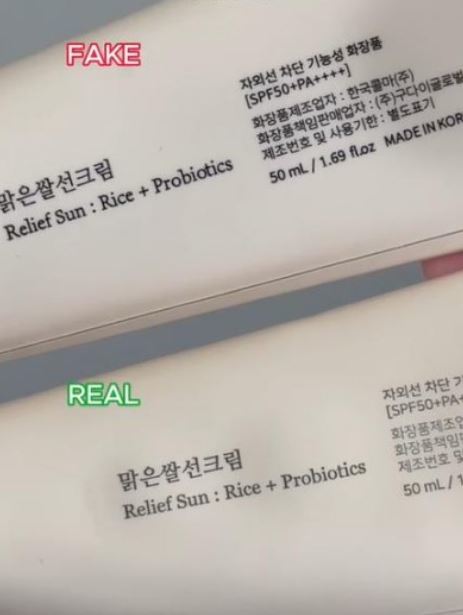 FAKE
자외선 차단 기능성 화장품
[SPF50+PA++++]
화장품제조업자 : 한국콜마(주)
화장품책임판매업자 : (주)구다이글로벌
제조번호 및 사용기한 : 별도표기
50 mL / 1.69 fl.oz MADE IN KOR
맑은쌀선크림
Relief Sun : Rice + Probiotics
REAL
자외선 차단
[SPF50+PA+
화장품제조업
화장품책임
제조번호 및
50 mL / 1
맑은쌀선크림
Relief Sun : Rice + Probiotics